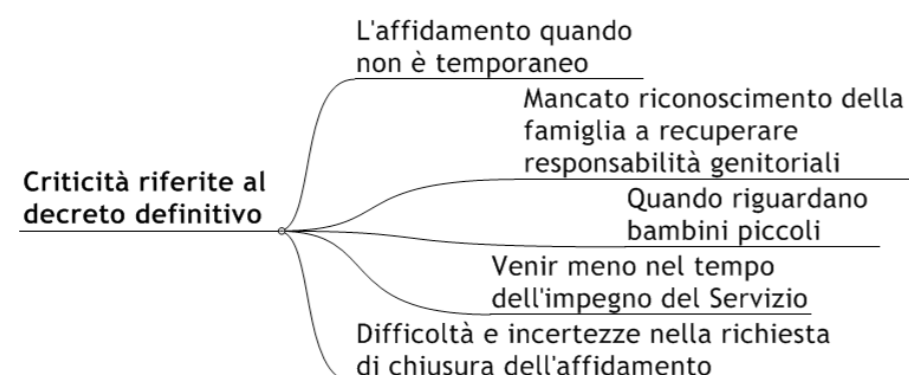 L'affidamento quando
non è temporaneo
Mancato riconoscimento della
famiglia a recuperare
responsabilità genitoriali
Criticità riferite al
decreto definitivo
Quando riguardano
bambini piccoli
Venir meno nel tempo
dell'impegno del Servizio
Difficoltà e incertezze nella richiesta
di chiusura dell'affidamento